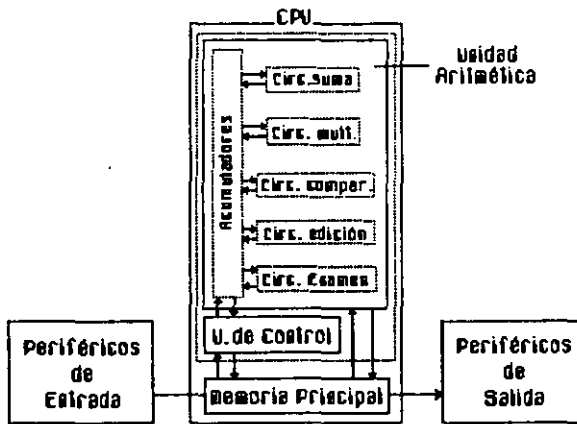 CPU
Unidad
Aritmética
Acumuladores
Circ.suma
Circ. mult.
Circ. compar.
Circ. edición
Circ. Examen
U. de Control
Periféricos
de
Entrada
Memoria Principal
Periféricos
de
Salida